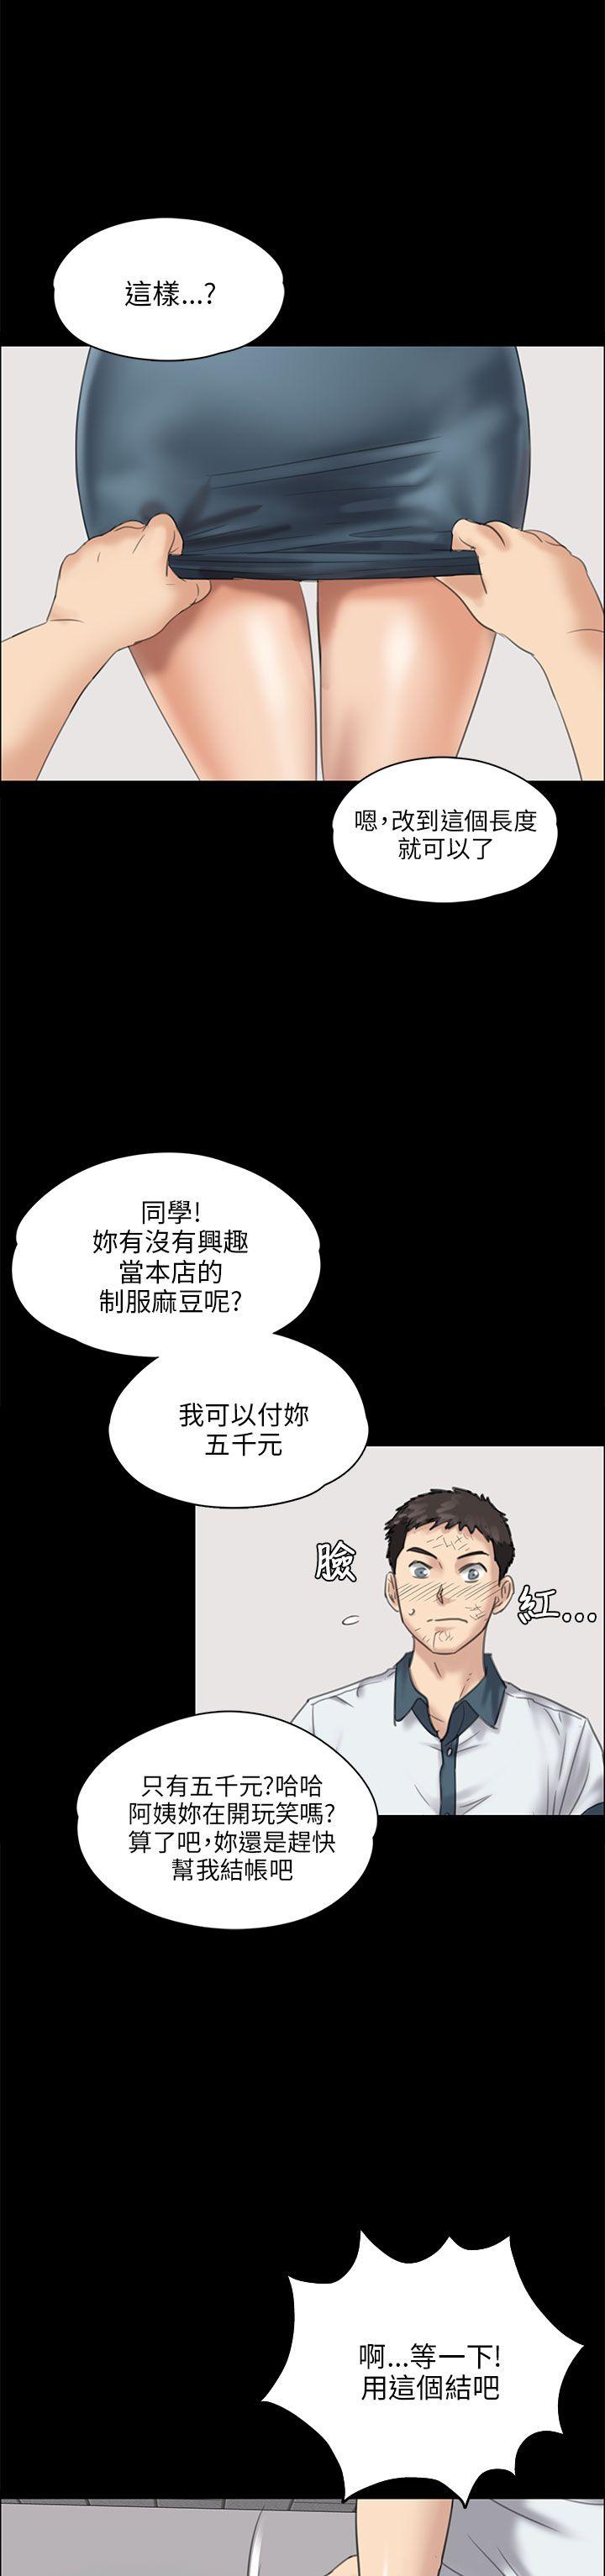 這樣...?
嗯，改到這個長度
就可以了
同學!
妳有沒有興趣
當本店的
制服麻豆呢?
我可以付妳
五千元
臉
紅...
只有五千元?哈哈
阿姨妳在開玩笑嗎?
算了吧，妳還是趕快
幫我結帳吧
啊...等一下!
用這個結吧